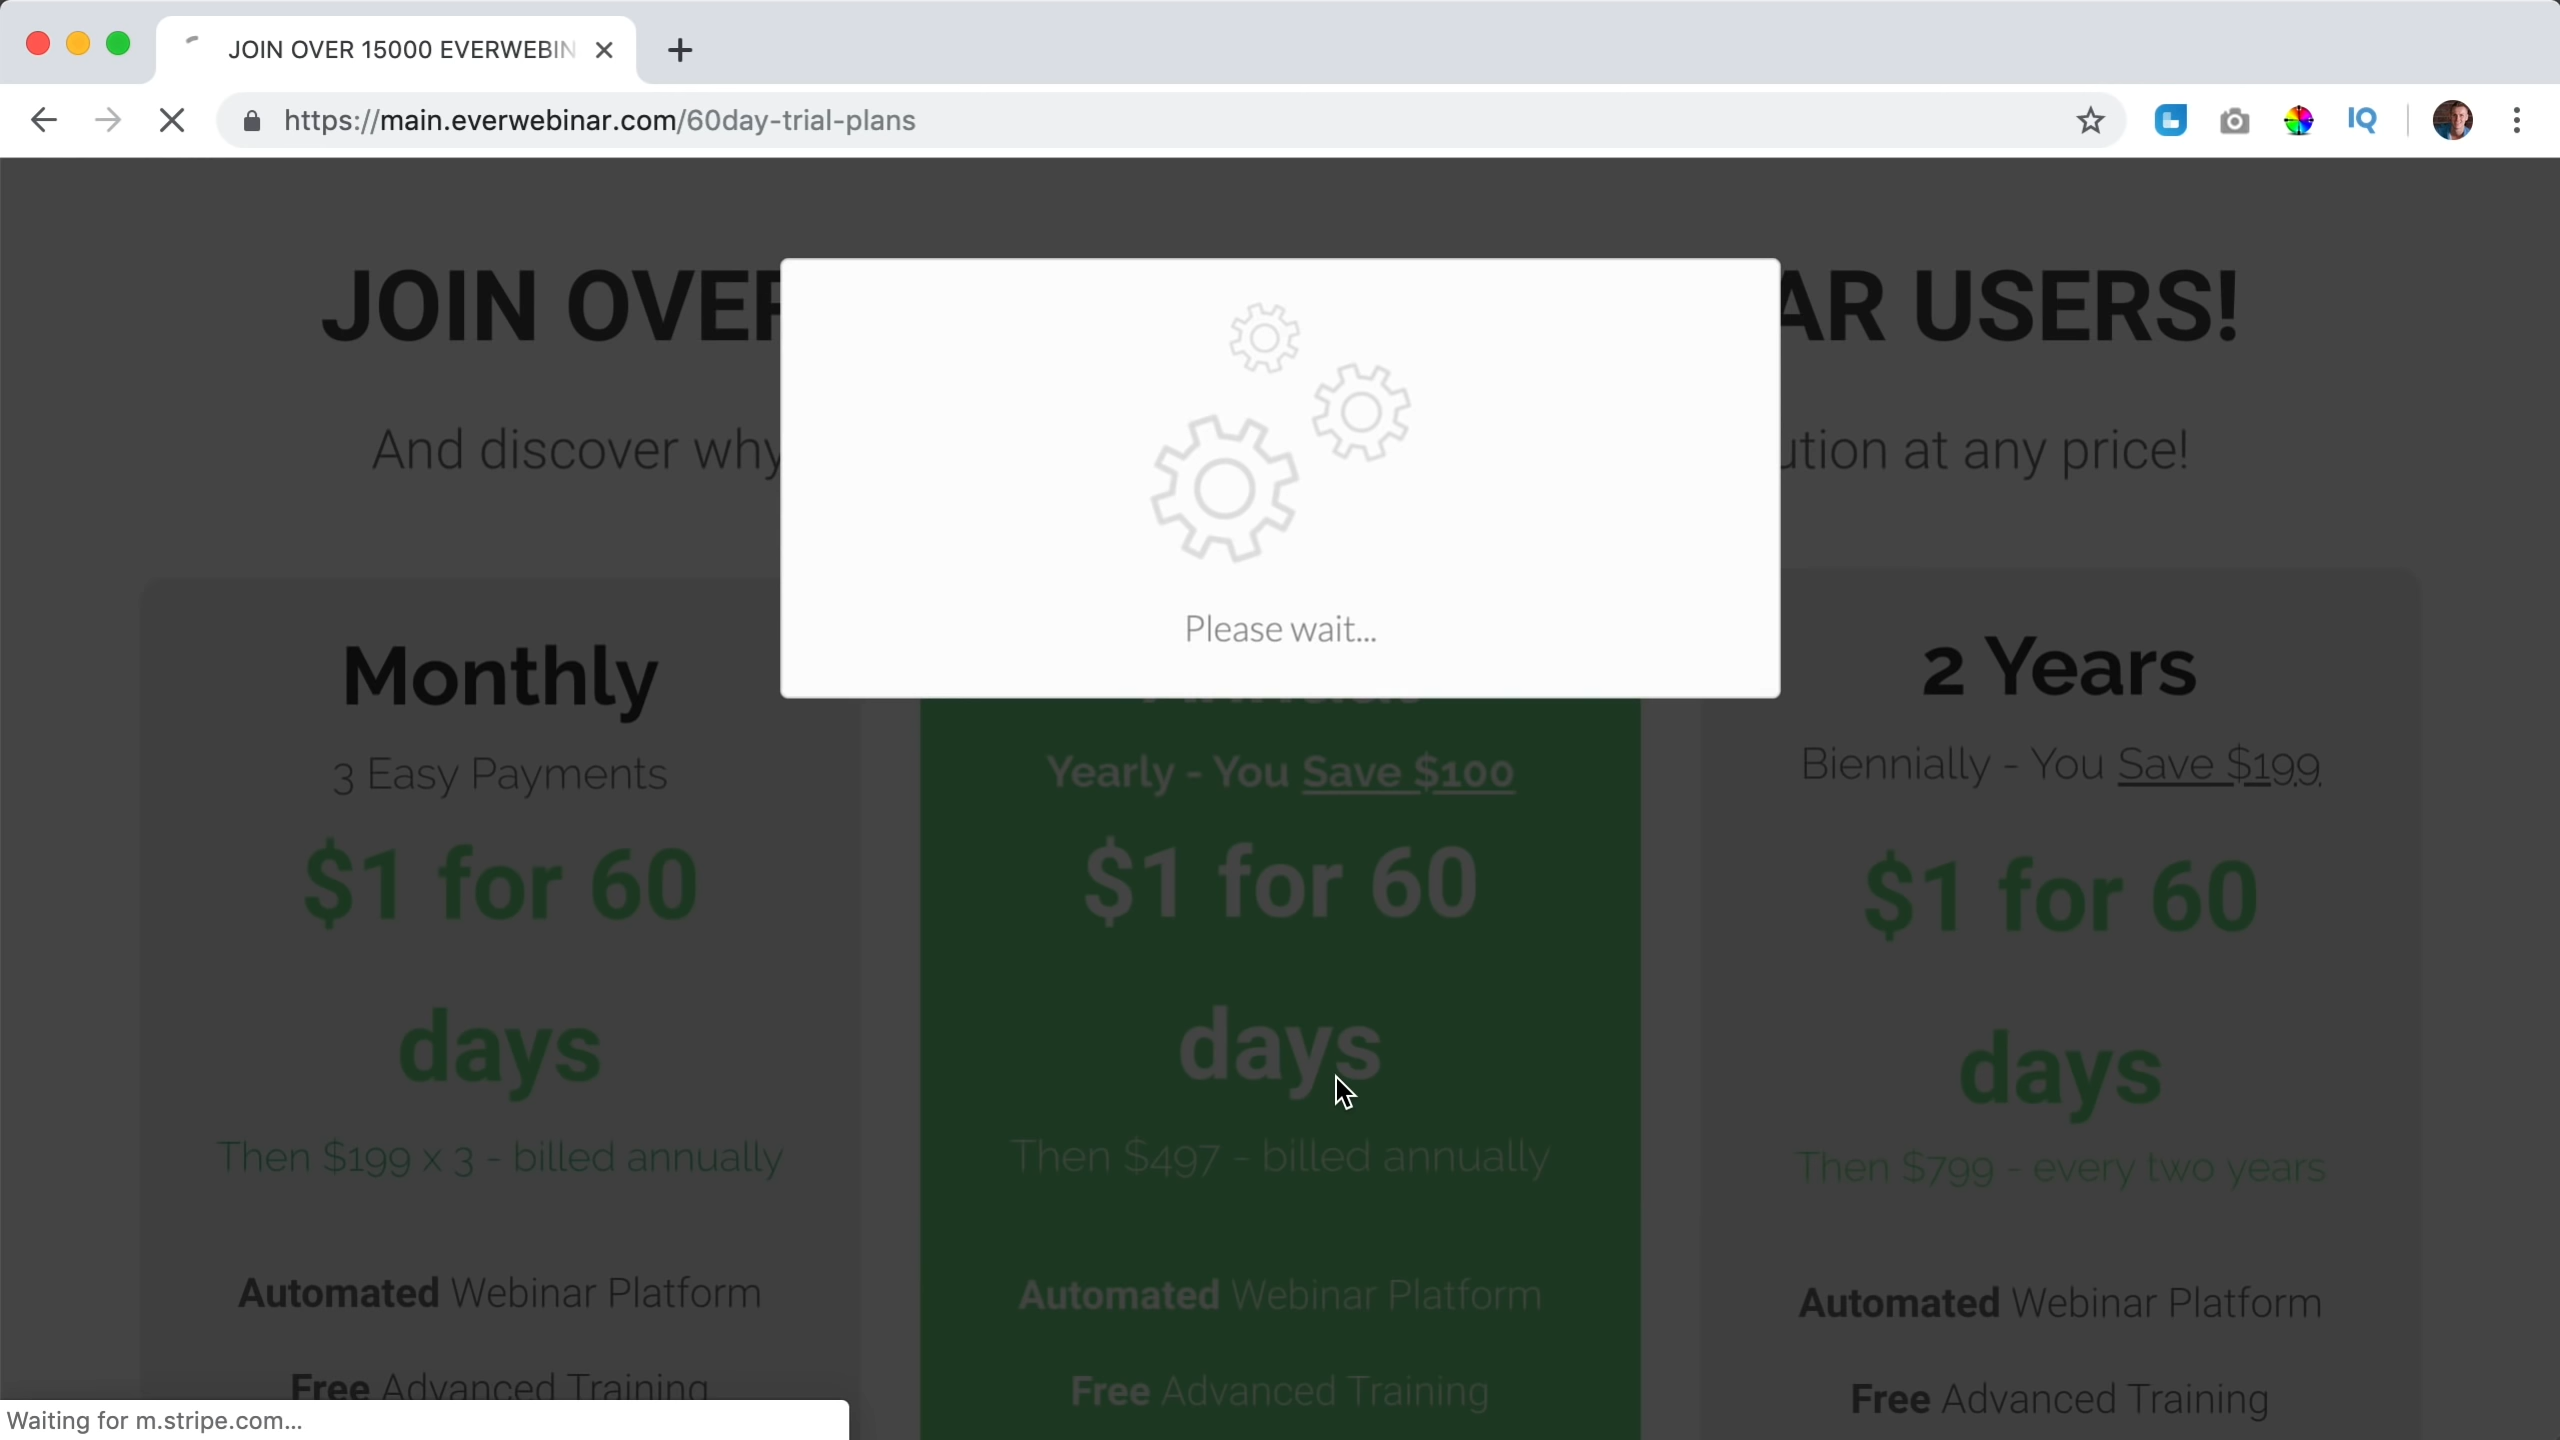 JOIN OVER 15000 EVERWEBIN
https://main.everwebinar.com/60day-trial-plans
JOIN OVER AR USERS!
And discover why ution at any price!
Please wait...
Monthly
3 Easy Payments
$1 for 60
days
Then $199 x 3 - billed annually
Automated Webinar Platform
Free Advanced Training
Yearly - You Save $100
$1 for 60
days
Then $497 - billed annually
Automated Webinar Platform
Free Advanced Training
2 Years
Biennially - You Save $199
$1 for 60
days
Then $799 - every two years
Automated Webinar Platform
Free Advanced Training
Waiting for m.stripe.com...